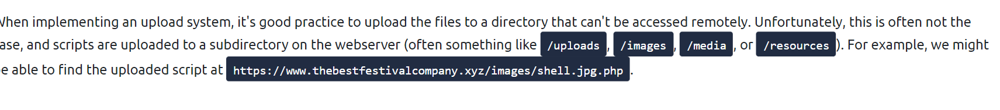 When implementing an upload system, it's good practice to upload the files to a directory that can't be accessed remotely. Unfortunately, this is often not the
case, and scripts are uploaded to a subdirectory on the webserver (often something like /uploads, /images, /media, or /resources). For example, we might
be able to find the uploaded script at https://www.thebestfestivalcompany.xyz/images/shell.jpg.php.